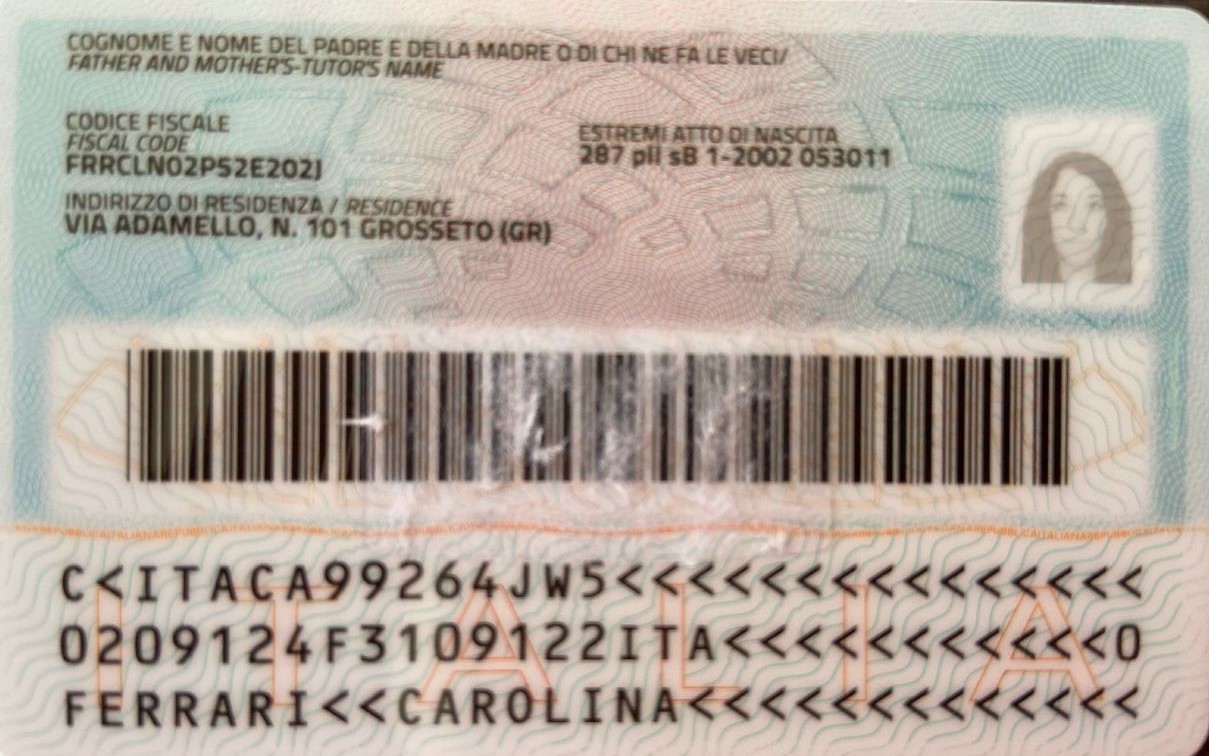 COGNOME E NOME DEL PADRE E DELLA MADRE O DI CHI NE FA LE VECI/
FATHER AND MOTHER'S-TUTOR'S NAME
CODICE FISCALE
FISCAL CODE
FRRCLN02P52E202J
ESTREMI ATTO DI NASCITA
287 pII sB 1-2002 053011
INDIRIZZO DI RESIDENZA / RESIDENCE
VIA ADAMELLO, N. 101 GROSSETO (GR)
C<ITACA99264JW5<<<<<<<<<<<<<<<
0209124F3109122ITA<<<<<<<<<<<0
FERRARI<<CAROLINA<<<<<<<<<<<<<
ITALIA